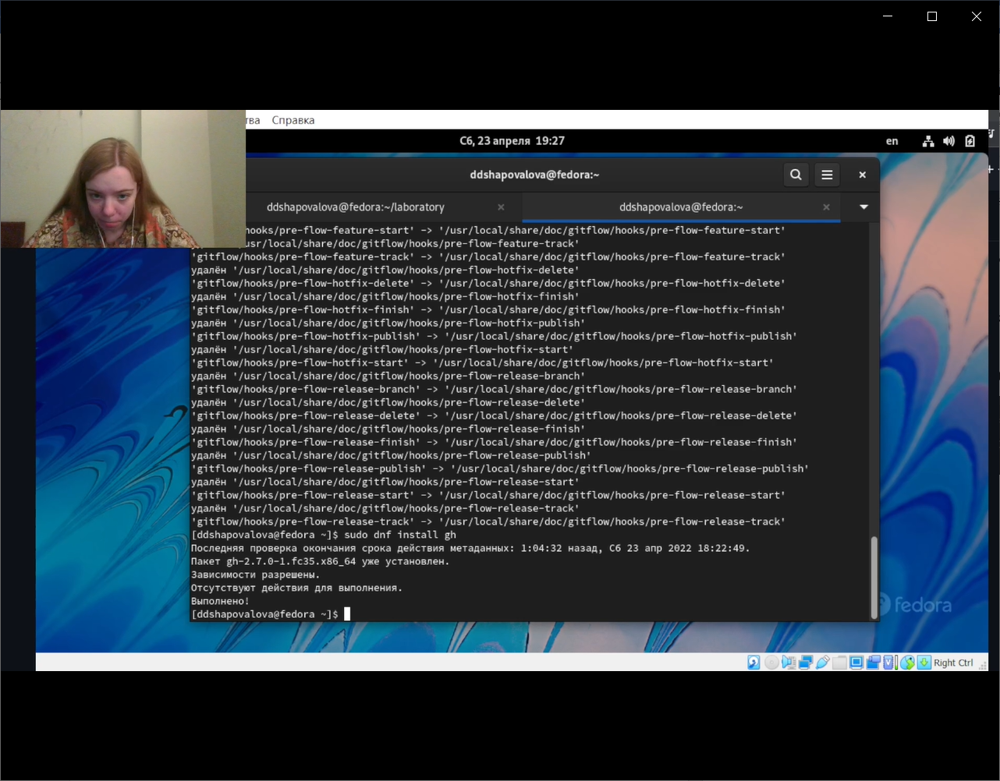 тва Справка
Сб, 23 апреля 19:27
en
ddshapovalova@fedora:~
ddshapovalova@fedora:~/laboratory
ddshapovalova@fedora:~
hooks/pre-flow-feature-start' -> '/usr/local/share/doc/gitflow/hooks/pre-flow-feature-start'
usr/local/share/doc/gitflow/hooks/pre-flow-feature-track'
'gitflow/hooks/pre-flow-feature-track' -> '/usr/local/share/doc/gitflow/hooks/pre-flow-feature-track'
удалён '/usr/local/share/doc/gitflow/hooks/pre-flow-hotfix-delete'
'gitflow/hooks/pre-flow-hotfix-delete' -> '/usr/local/share/doc/gitflow/hooks/pre-flow-hotfix-delete'
удалён '/usr/local/share/doc/gitflow/hooks/pre-flow-hotfix-finish'
'gitflow/hooks/pre-flow-hotfix-finish' -> '/usr/local/share/doc/gitflow/hooks/pre-flow-hotfix-finish'
удалён '/usr/local/share/doc/gitflow/hooks/pre-flow-hotfix-publish'
'gitflow/hooks/pre-flow-hotfix-publish' -> '/usr/local/share/doc/gitflow/hooks/pre-flow-hotfix-publish'
удалён '/usr/local/share/doc/gitflow/hooks/pre-flow-hotfix-start'
'gitflow/hooks/pre-flow-hotfix-start' -> '/usr/local/share/doc/gitflow/hooks/pre-flow-hotfix-start'
удалён '/usr/local/share/doc/gitflow/hooks/pre-flow-release-branch'
'gitflow/hooks/pre-flow-release-branch' -> '/usr/local/share/doc/gitflow/hooks/pre-flow-release-branch'
удалён '/usr/local/share/doc/gitflow/hooks/pre-flow-release-delete'
'gitflow/hooks/pre-flow-release-delete' -> '/usr/local/share/doc/gitflow/hooks/pre-flow-release-delete'
удалён '/usr/local/share/doc/gitflow/hooks/pre-flow-release-finish'
'gitflow/hooks/pre-flow-release-finish' -> '/usr/local/share/doc/gitflow/hooks/pre-flow-release-finish'
удалён '/usr/local/share/doc/gitflow/hooks/pre-flow-release-publish'
'gitflow/hooks/pre-flow-release-publish' -> '/usr/local/share/doc/gitflow/hooks/pre-flow-release-publish'
удалён '/usr/local/share/doc/gitflow/hooks/pre-flow-release-start'
'gitflow/hooks/pre-flow-release-start' -> '/usr/local/share/doc/gitflow/hooks/pre-flow-release-start'
удалён '/usr/local/share/doc/gitflow/hooks/pre-flow-release-track'
'gitflow/hooks/pre-flow-release-track' -> '/usr/local/share/doc/gitflow/hooks/pre-flow-release-track'
[ddshapovalova@fedora ~]$ sudo dnf install gh
Последняя проверка окончания срока действия метаданных: 1:04:32 назад, Сб 23 апр 2022 18:22:49.
Пакет gh-2.7.0-1.fc35.x86_64 уже установлен.
Зависимости разрешены.
Отсутствуют действия для выполнения.
Выполнено!
[ddshapovalova@fedora ~]$
fedora
Right Ctrl